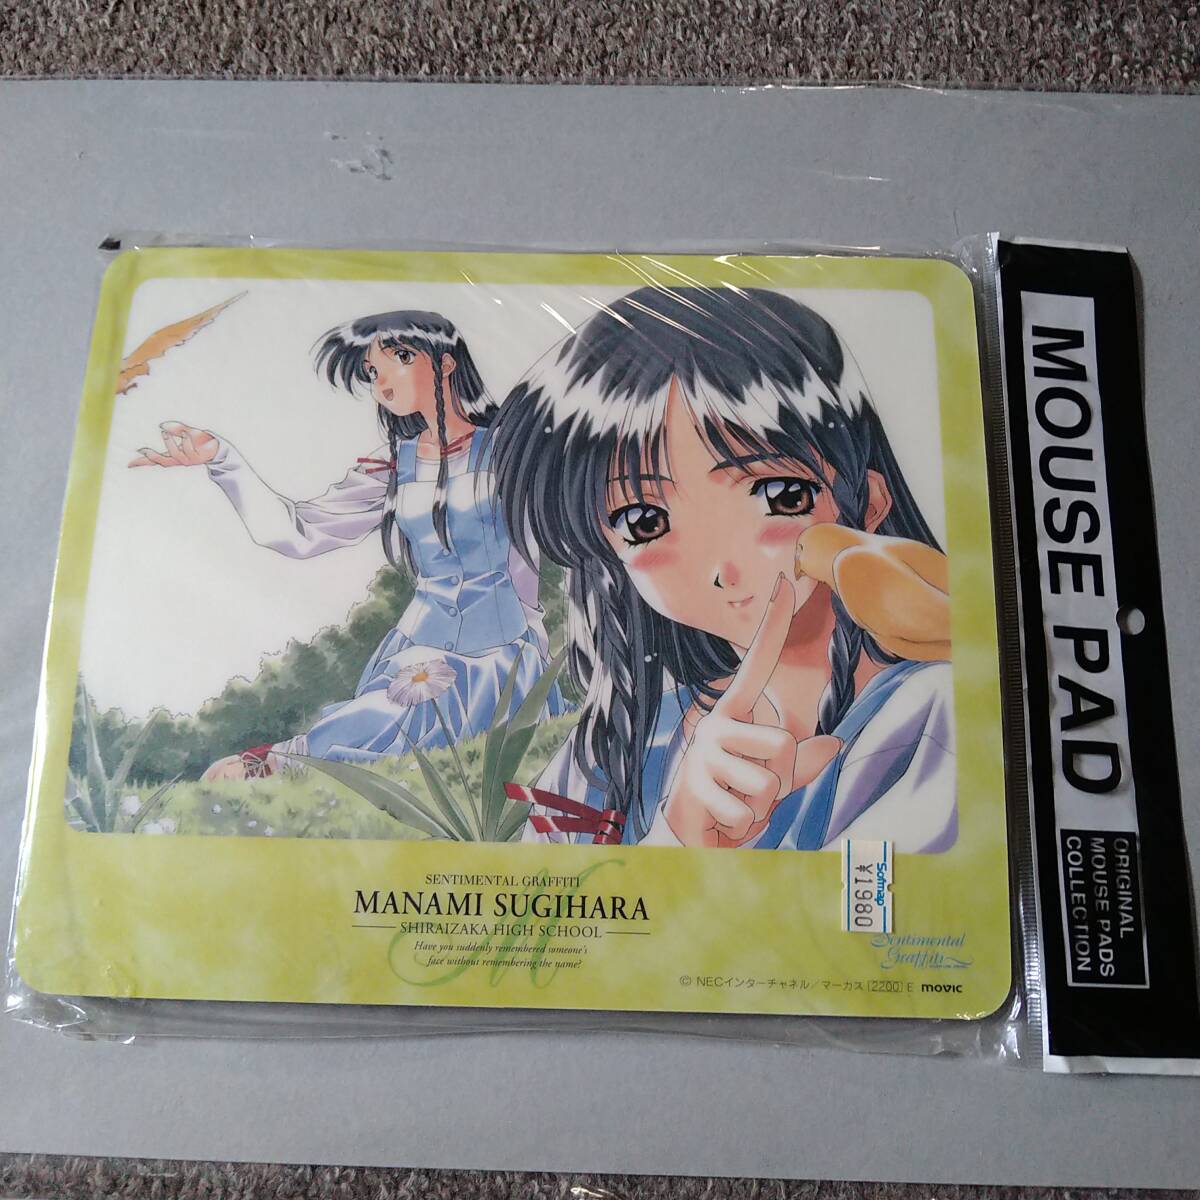 SENTIMENTAL GRAFFITI
MANAMI SUGIHARA
SHIRAIZAKA HIGH SCHOOL
Have you suddenly remembered someone's
face without remembering the name?
M
Sofmap
¥1980
Sentimental
Graffiti
© NECインターチャネル/マーカス [2200] E movic
MOUSE PAD
ORIGINAL
MOUSE PADS
COLLECTION